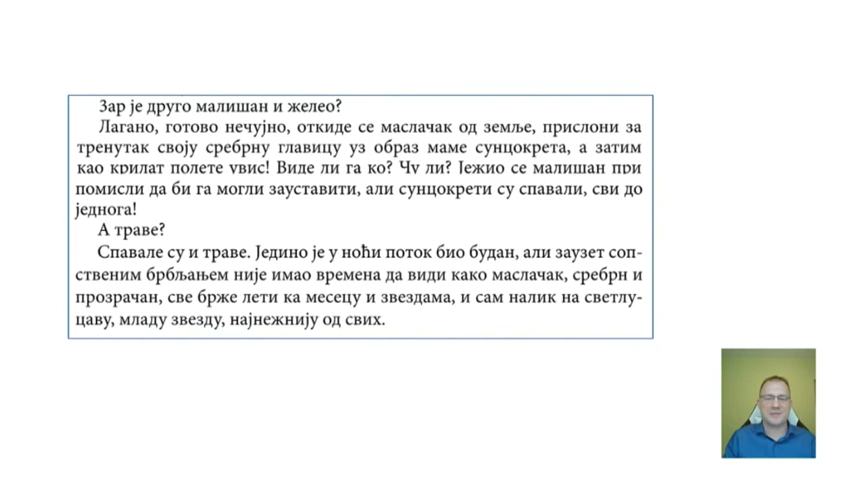 Зар је друго малишан и желео?
Лагано, готово нечујно, откиде се маслачак од земље, прислони за
тренутак своју сребрну главицу уз образ маме сунцокрета, а затим
као крилат полете увис! Виде ли га ко? Чу ли? Јежио се малишан при
помисли да би га могли зауставити, али сунцокрети су спавали, сви до
једнога!
А траве?
Спавале су и траве. Једино је у ноћи поток био будан, али заузет соп-
ственим брбљањем није имао времена да види како маслачак, сребрн и
прозрачан, све брже лети ка месецу и звездама, и сам налик на светлу-
цаву, младу звезду, најнежнију од свих.